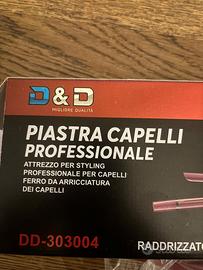 D&D
MIGLIORE QUALITÀ
PIASTRA CAPELLI
PROFESSIONALE
ATTREZZO PER STYLING
PROFESSIONALE PER CAPELLI
FERRO DA ARRICCIATURA
DEI CAPELLI
DD-303004
RADDRIZZATO